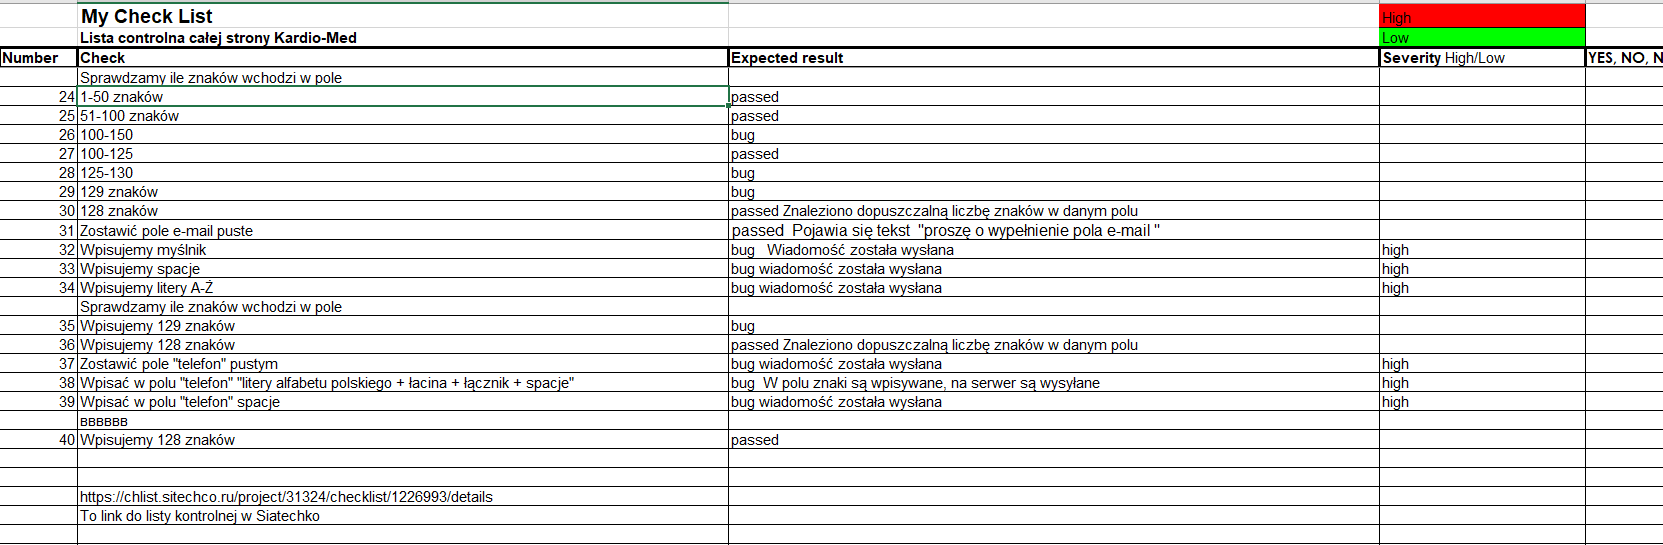 My Check List High
Lista controlna całej strony Kardio-Med Low
Number Check Expected result Severity High/Low YES, NO, N
Sprawdzamy ile znaków wchodzi w pole
24 1-50 znaków passed
25 51-100 znaków passed
26 100-150 bug
27 100-125 passed
28 125-130 bug
29 129 znaków bug
30 128 znaków passed Znaleziono dopuszczalną liczbę znaków w danym polu
31 Zostawić pole e-mail puste passed Pojawia się tekst "proszę o wypełnienie pola e-mail "
32 Wpisujemy myślnik bug Wiadomość została wysłana high
33 Wpisujemy spacje bug wiadomość została wysłana high
34 Wpisujemy litery A-Ż bug wiadomość została wysłana high
Sprawdzamy ile znaków wchodzi w pole
35 Wpisujemy 129 znaków bug
36 Wpisujemy 128 znaków passed Znaleziono dopuszczalną liczbę znaków w danym polu
37 Zostawić pole "telefon" pustym bug wiadomość została wysłana high
38 Wpisać w polu "telefon" "litery alfabetu polskiego + łacina + łącznik + spacje" bug W polu znaki są wpisywane, na serwer są wysyłane high
39 Wpisać w polu "telefon" spacje bug wiadomość została wysłana high
вввввв
40 Wpisujemy 128 znaków passed
https://chlist.sitechco.ru/project/31324/checklist/1226993/details
To link do listy kontrolnej w Siatechko